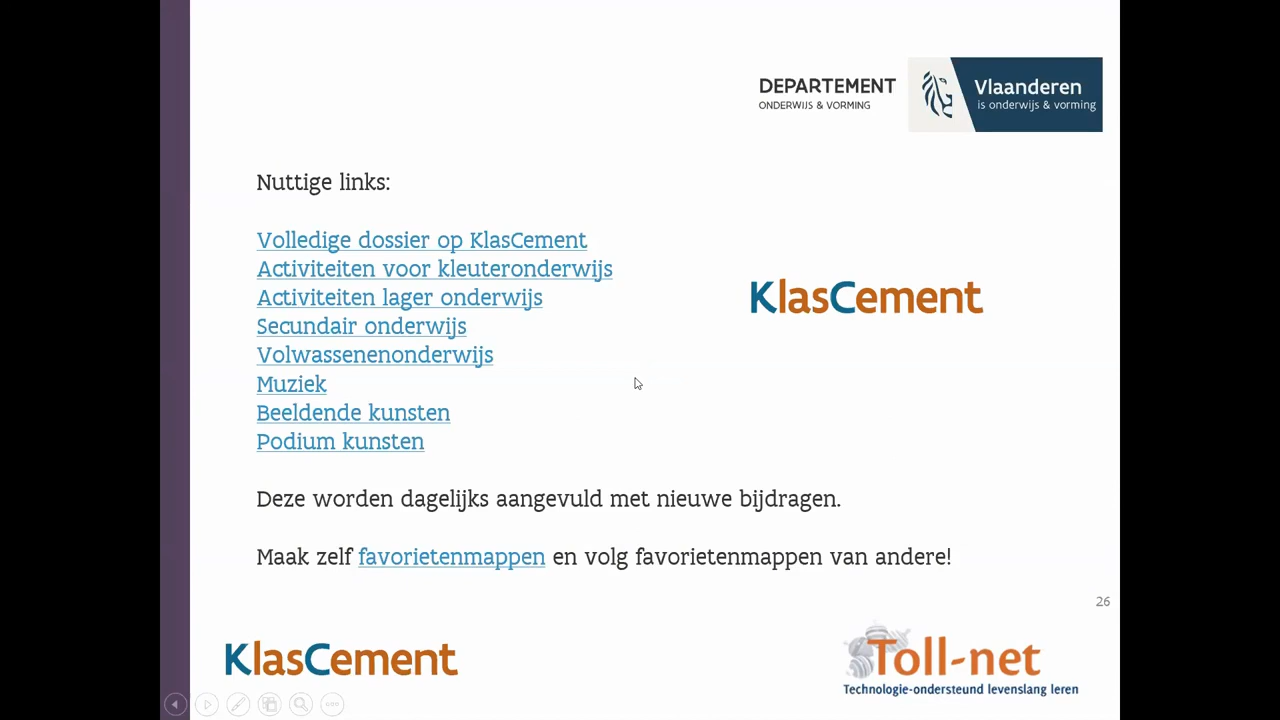 DEPARTEMENT
ONDERWIJS & VORMING
Vlaanderen
is onderwijs & vorming
Nuttige links:
Volledige dossier op KlasCement
Activiteiten voor kleuteronderwijs
Activiteiten lager onderwijs
Secundair onderwijs
Volwassenenonderwijs
Muziek
Beeldende kunsten
Podium kunsten
KlasCement
Deze worden dagelijks aangevuld met nieuwe bijdragen.
Maak zelf favorietenmappen en volg favorietenmappen van andere!
26
KlasCement
Toll-net
Technologie-ondersteund levenslang leren